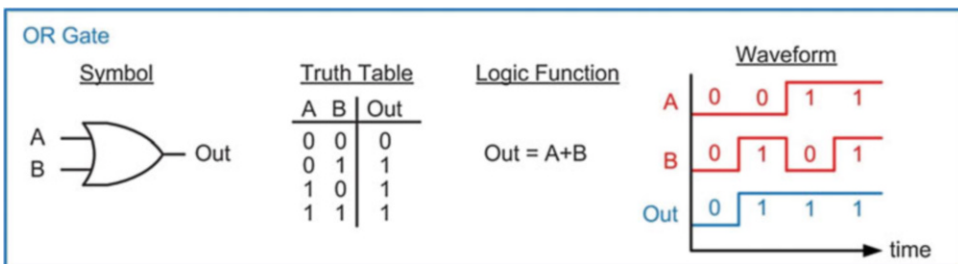 OR Gate
Symbol
A
B
Out
Truth Table
A B Out
0 0 0
0 1 1
1 0 1
1 1 1
Logic Function
Out = A+B
Waveform
A 0 0 1 1
B 0 1 0 1
Out 0 1 1 1
time